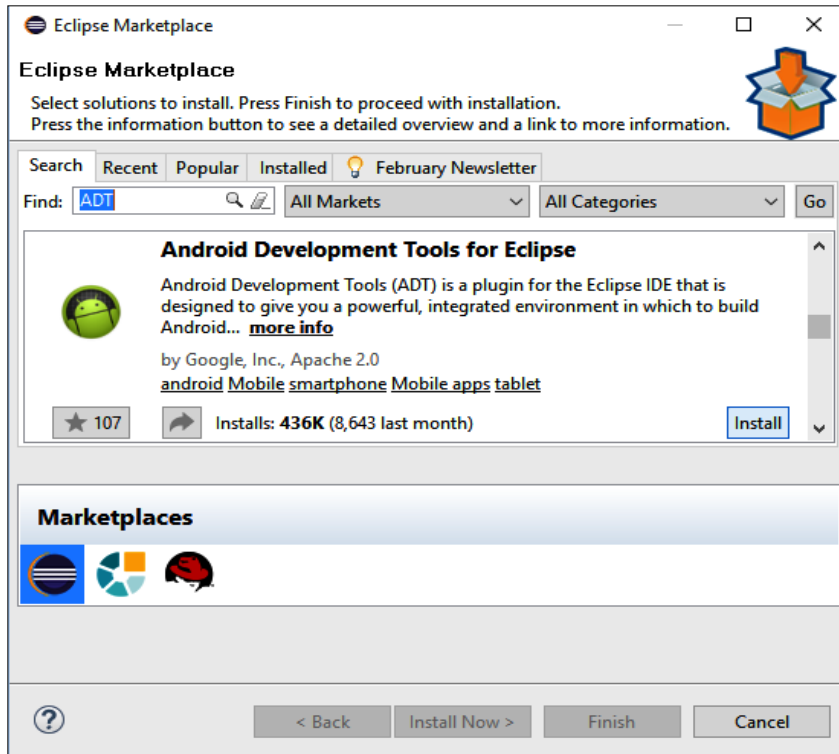 Eclipse Marketplace
Eclipse Marketplace
Select solutions to install. Press Finish to proceed with installation.
Press the information button to see a detailed overview and a link to more information.
Search Recent Popular Installed February Newsletter
Find: ADT All Markets All Categories Go
Android Development Tools for Eclipse
Android Development Tools (ADT) is a plugin for the Eclipse IDE that is
designed to give you a powerful, integrated environment in which to build
Android... more info
by Google, Inc., Apache 2.0
android Mobile smartphone Mobile apps tablet
107 Installs: 436K (8,643 last month) Install
Marketplaces
? < Back Install Now > Finish Cancel